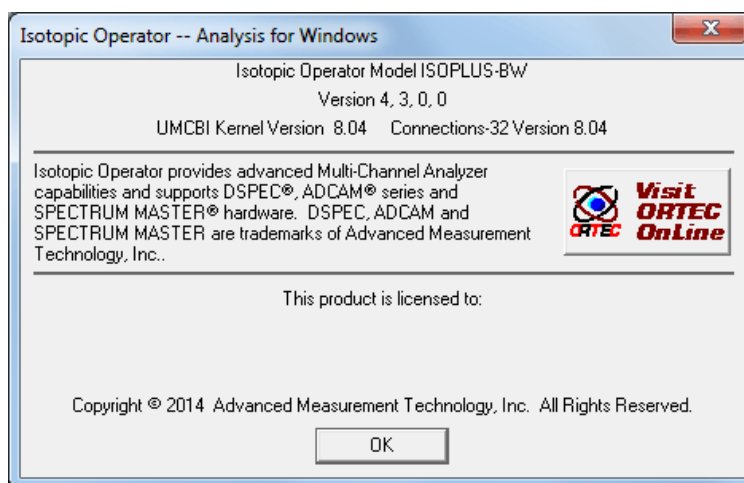 Isotopic Operator -- Analysis for Windows
Isotopic Operator Model ISOPLUS-BW
Version 4, 3, 0, 0
UMCBI Kernel Version 8.04 Connections-32 Version 8.04
Isotopic Operator provides advanced Multi-Channel Analyzer
capabilities and supports DSPEC®, ADCAM® series and
SPECTRUM MASTER® hardware. DSPEC, ADCAM and
SPECTRUM MASTER are trademarks of Advanced Measurement
Technology, Inc..
ORTEC
Visit
ORTEC
OnLine
This product is licensed to:
Copyright © 2014 Advanced Measurement Technology, Inc. All Rights Reserved.
OK